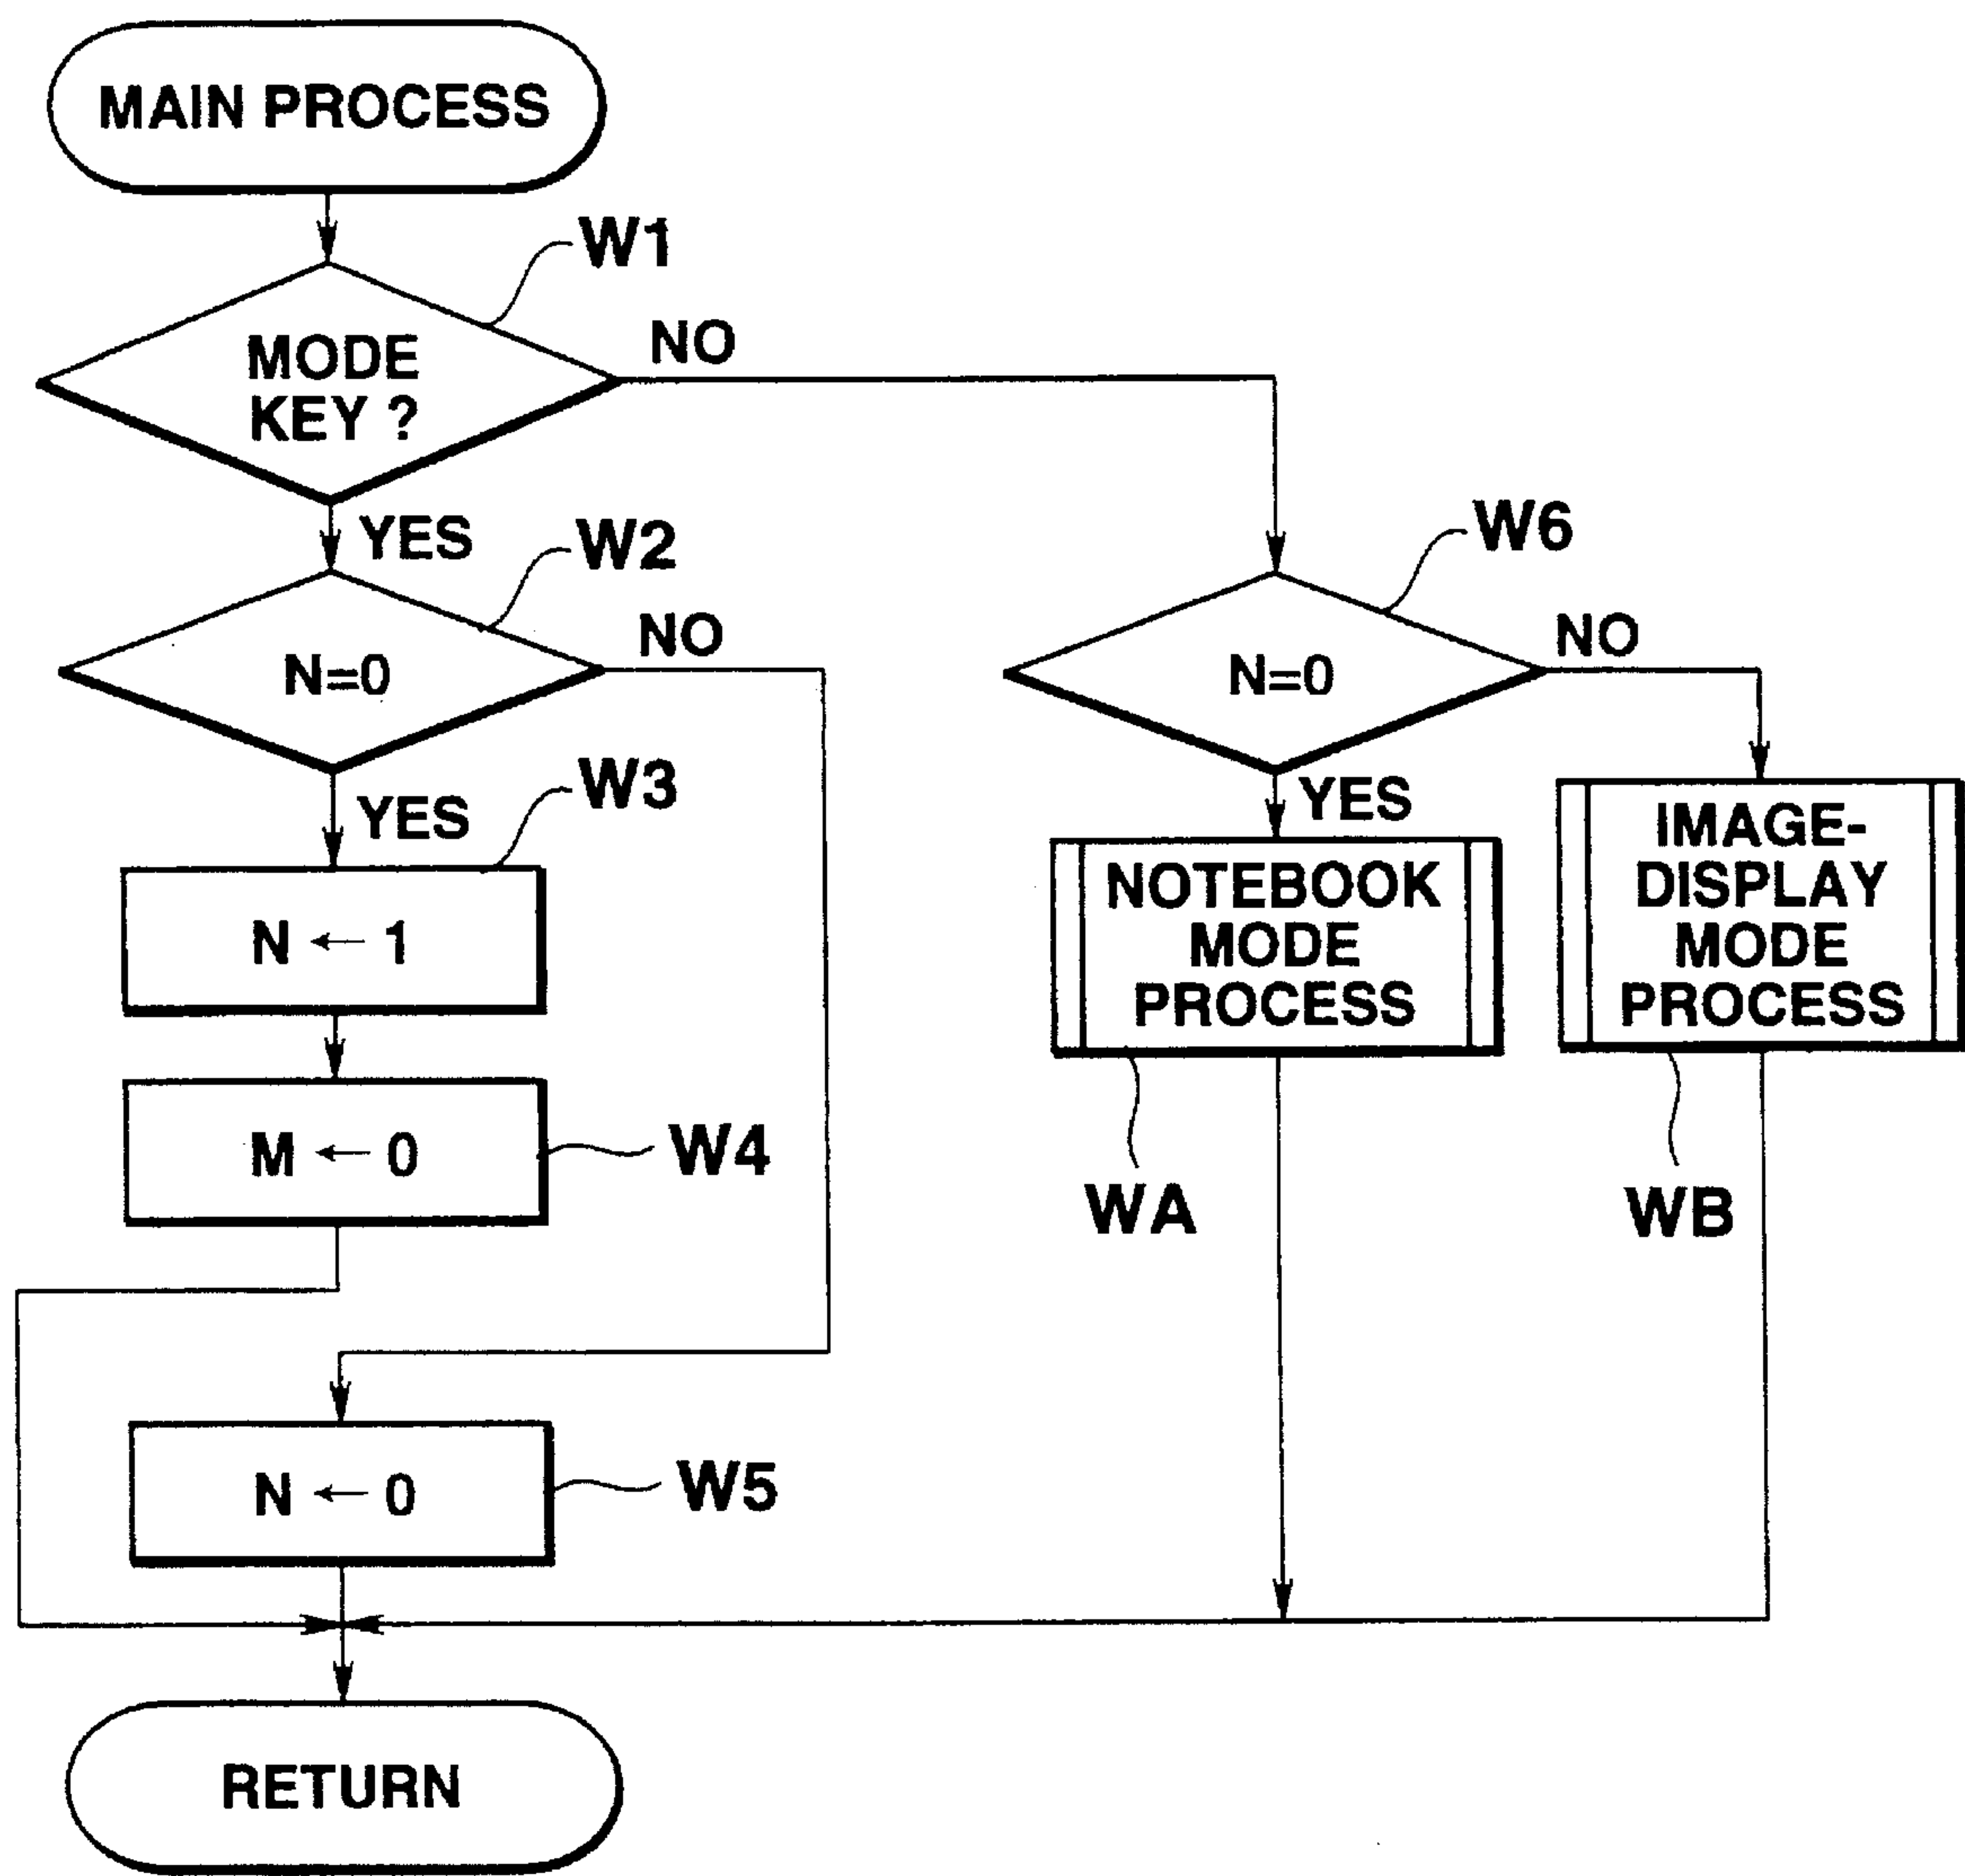 MAIN PROCESS
W1
MODE
KEY ?
NO
YES
W2
N=0
NO
YES
W3
N ← 1
M ← 0
W4
N ← 0
W5
W6
N=0
NO
YES
NOTEBOOK
MODE
PROCESS
WA
IMAGE-
DISPLAY
MODE
PROCESS
WB
RETURN